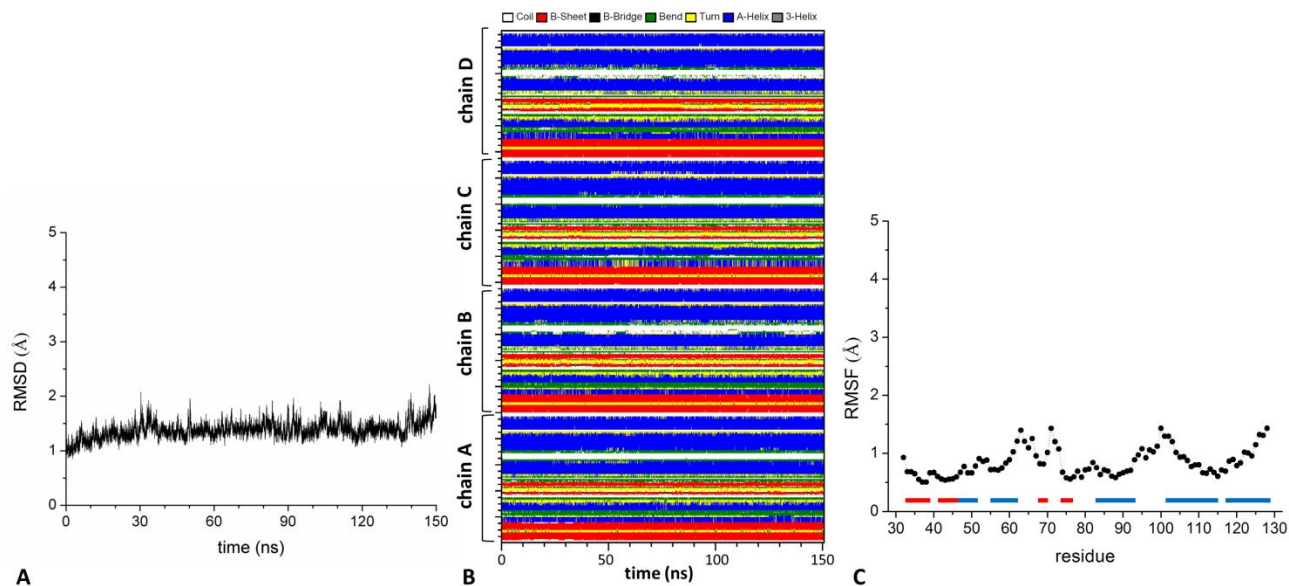 Coil B-Sheet B-Bridge Bend Turn A-Helix 3-Helix
5
4
3
2
1
0
RMSD (Å)
0 30 60 90 120 150
time (ns)
A
chain D
chain C
chain B
chain A
0 50 100 150
time (ns)
B
5
4
3
2
1
0
RMSF (Å)
30 40 50 60 70 80 90 100 110 120 130
residue
C